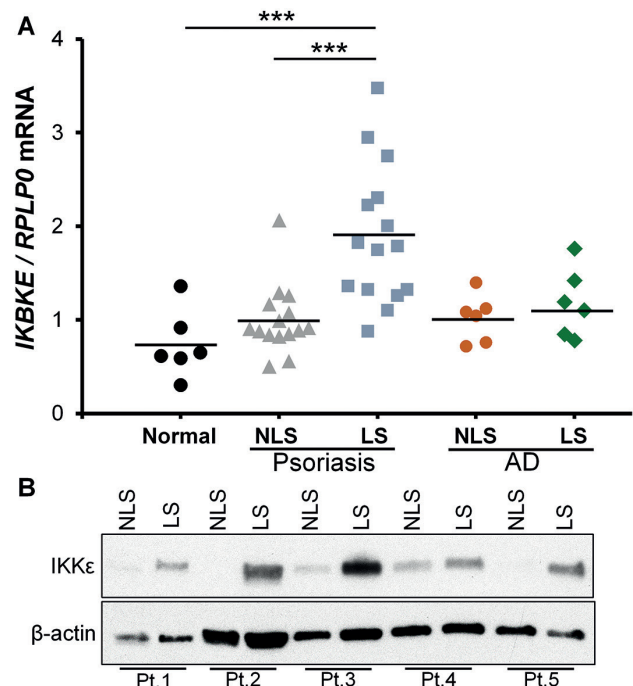 A
***
***
IKBKE / RPLP0 mRNA
4
3
2
1
0
Normal NLS LS NLS LS
Psoriasis AD
B
NLS LS NLS LS NLS LS NLS LS NLS LS
IKKε
β-actin
Pt.1 Pt.2 Pt.3 Pt.4 Pt.5